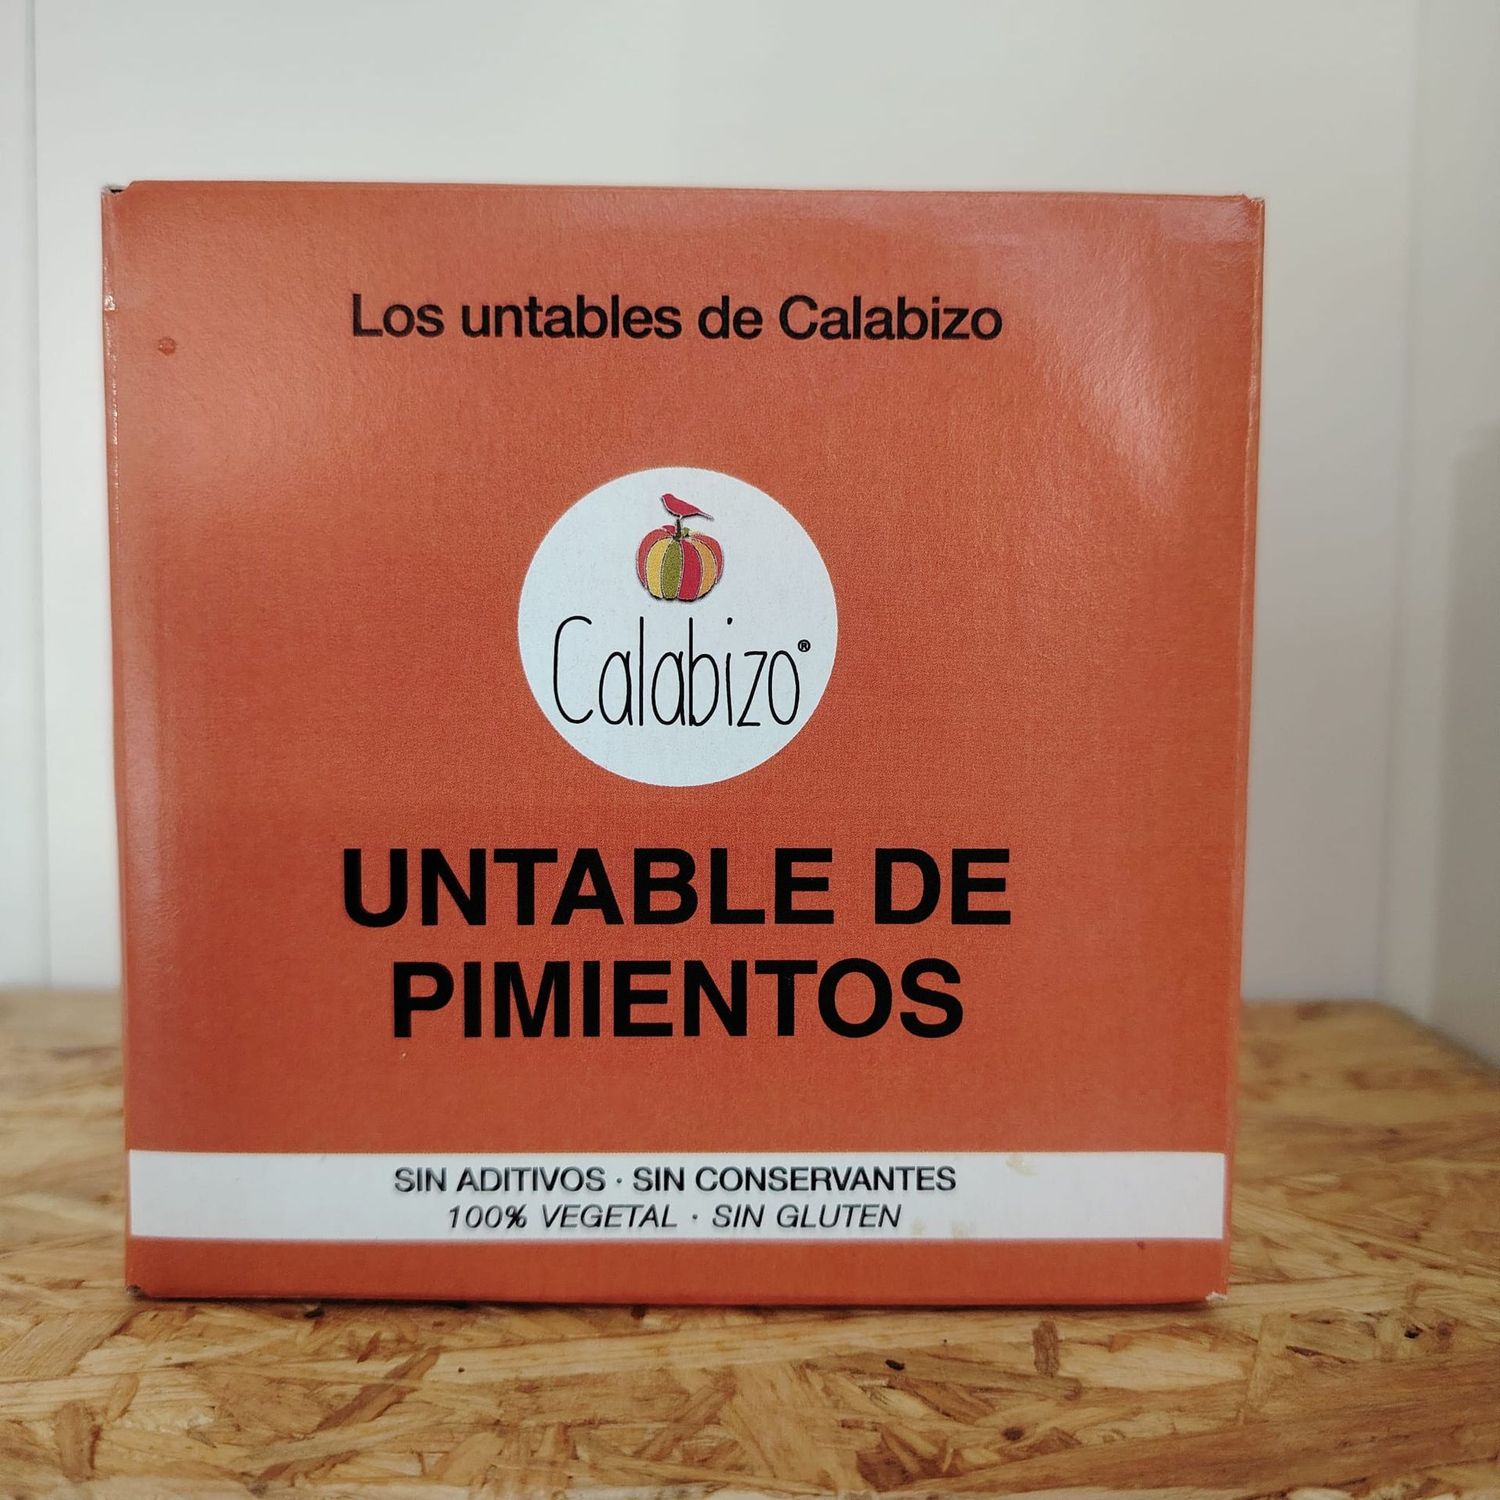 Los untables de Calabizo
Calabizo®
UNTABLE DE
PIMIENTOS
SIN ADITIVOS · SIN CONSERVANTES
100% VEGETAL · SIN GLUTEN